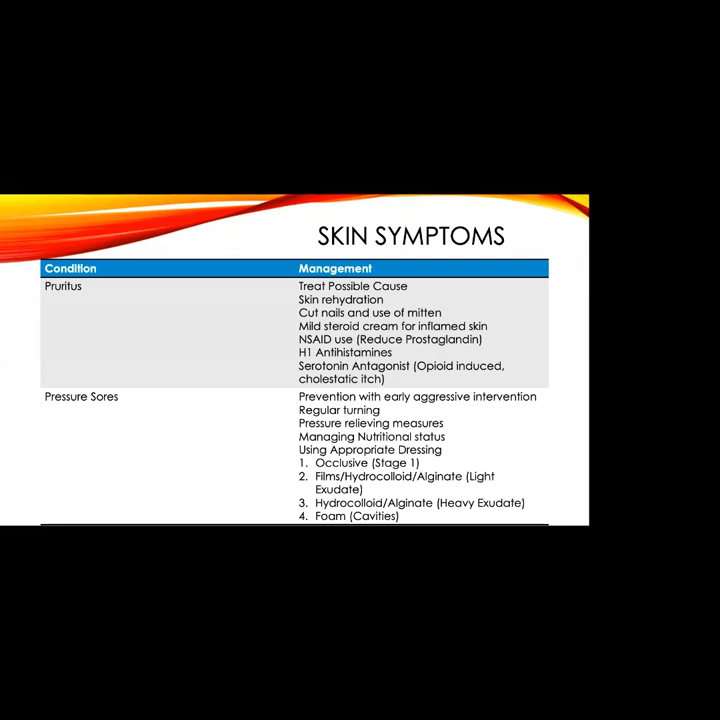 SKIN SYMPTOMS
Condition Management
Pruritus Treat Possible Cause
Skin rehydration
Cut nails and use of mitten
Mild steroid cream for inflamed skin
NSAID use (Reduce Prostaglandin)
H1 Antihistamines
Serotonin Antagonist (Opioid induced,
cholestatic itch)
Pressure Sores Prevention with early aggressive intervention
Regular turning
Pressure relieving measures
Managing Nutritional status
Using Appropriate Dressing
1. Occlusive (Stage 1)
2. Films/Hydrocolloid/Alginate (Light
Exudate)
3. Hydrocolloid/Alginate (Heavy Exudate)
4. Foam (Cavities)